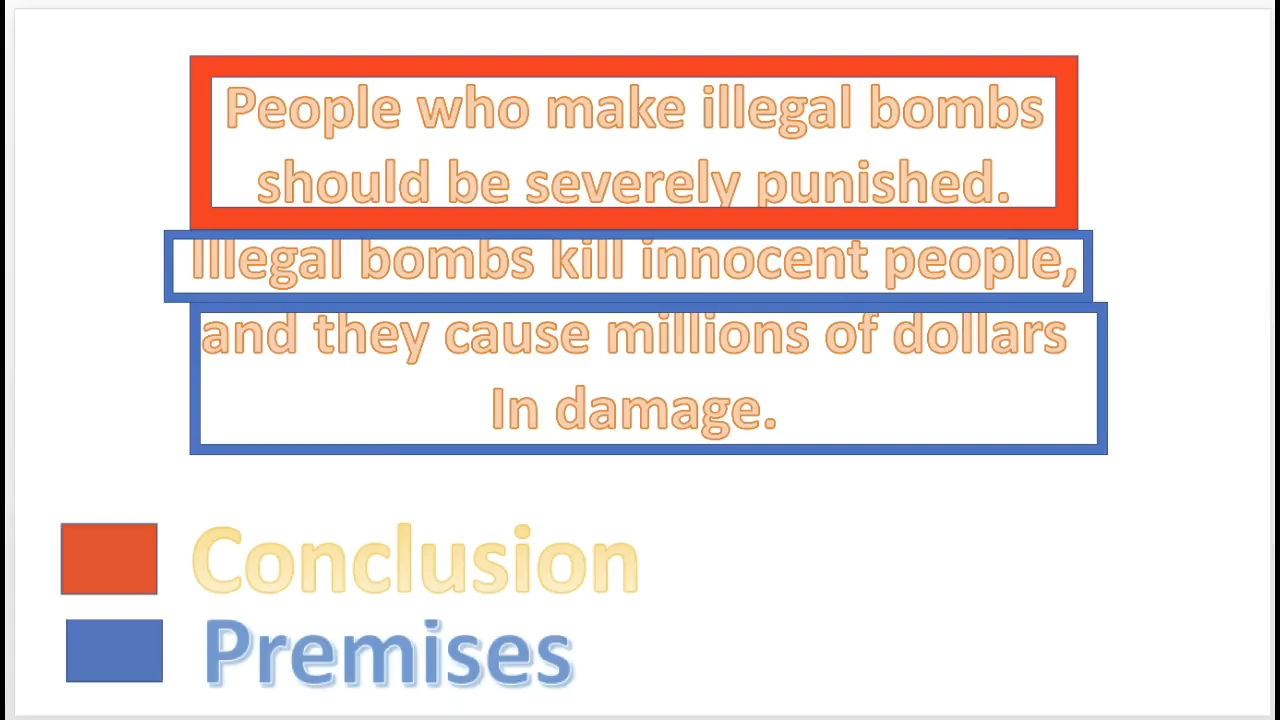 People who make illegal bombs
should be severely punished.
Illegal bombs kill innocent people,
and they cause millions of dollars
In damage.
Conclusion
Premises